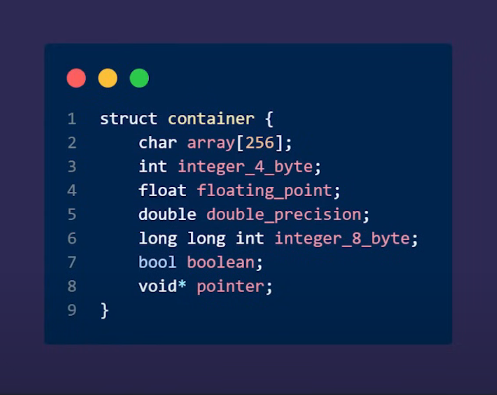 1 struct container {
2 char array[256];
3 int integer_4_byte;
4 float floating_point;
5 double double_precision;
6 long long int integer_8_byte;
7 bool boolean;
8 void* pointer;
9 }